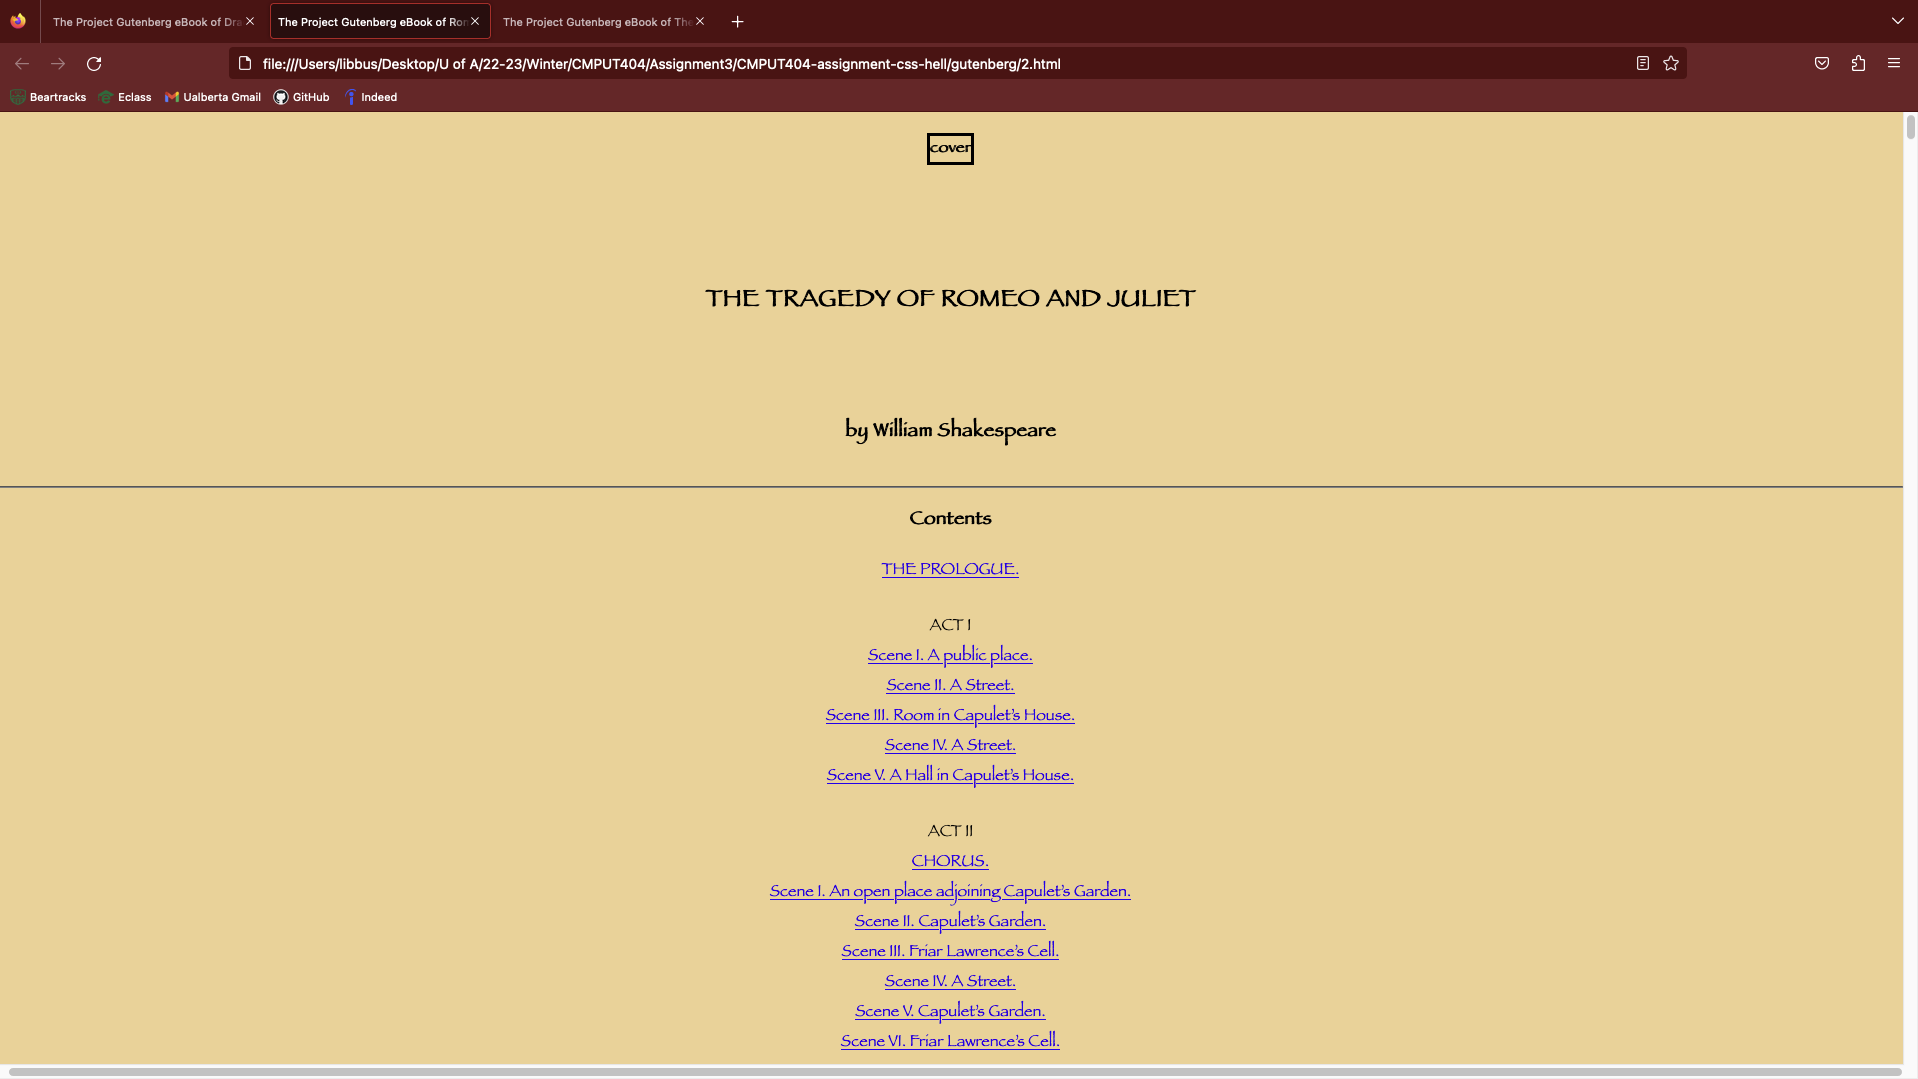 The Project Gutenberg eBook of Dra
The Project Gutenberg eBook of Rom
The Project Gutenberg eBook of The
file:///Users/libbus/Desktop/U of A/22-23/Winter/CMPUT404/Assignment3/CMPUT404-assignment-css-hell/gutenberg/2.html
Beartracks Eclass Ualberta Gmail GitHub Indeed
cover
THE TRAGEDY OF ROMEO AND JULIET
by William Shakespeare
Contents
THE PROLOGUE.
ACT I
Scene I. A public place.
Scene II. A Street.
Scene III. Room in Capulet’s House.
Scene IV. A Street.
Scene V. A Hall in Capulet’s House.
ACT II
CHORUS.
Scene I. An open place adjoining Capulet’s Garden.
Scene II. Capulet’s Garden.
Scene III. Friar Lawrence’s Cell.
Scene IV. A Street.
Scene V. Capulet’s Garden.
Scene VI. Friar Lawrence’s Cell.